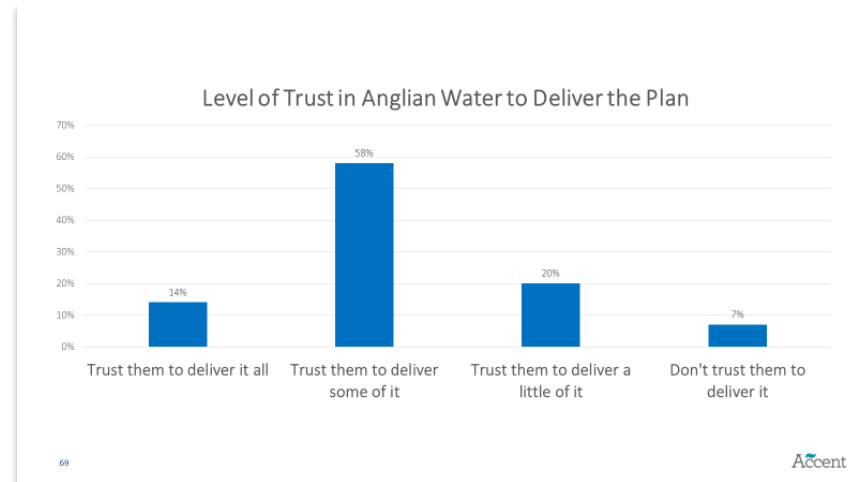 Level of Trust in Anglian Water to Deliver the Plan
70%
60%
50%
40%
30%
20%
10%
0%
14%
58%
20%
7%
Trust them to deliver it all
Trust them to deliver
some of it
Trust them to deliver a
little of it
Don't trust them to
deliver it
69
Accent